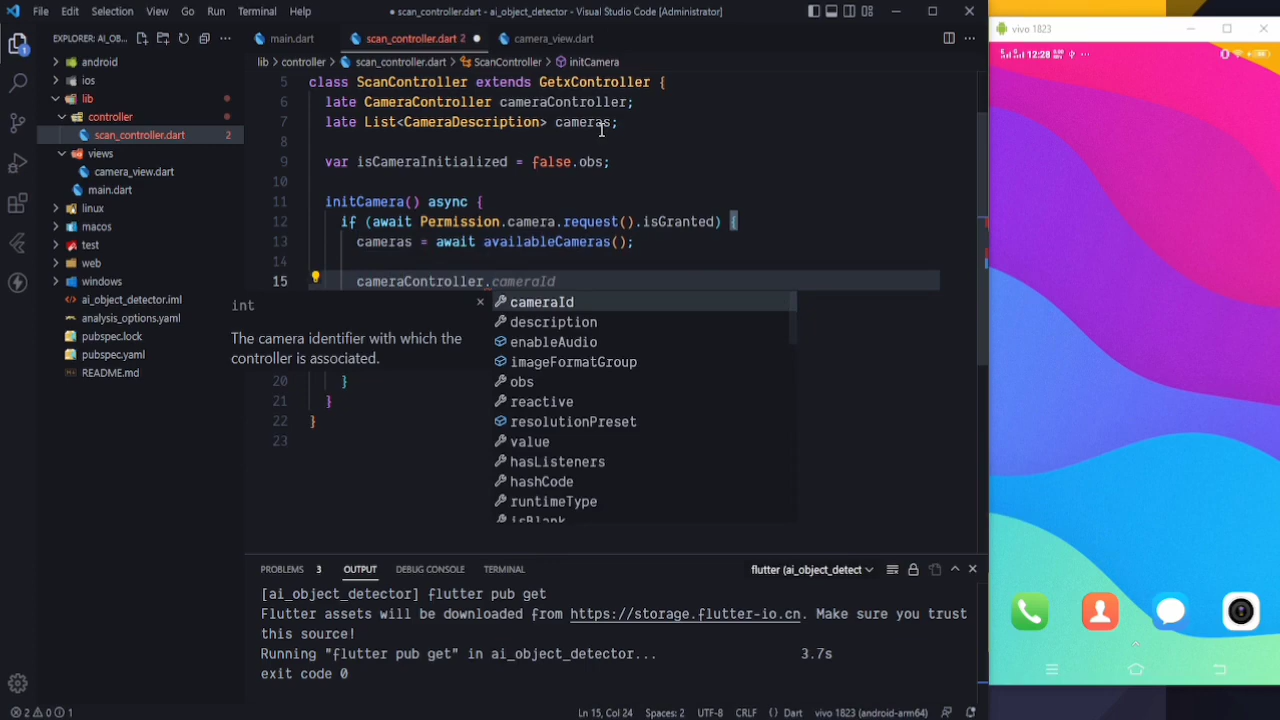 File Edit Selection View Go Run Terminal Help
● scan_controller.dart - ai_object_detector - Visual Studio Code [Administrator]
vivo 1823
12:28
EXPLORER: AI_OB...
main.dart
scan_controller.dart 2
camera_view.dart
lib > controller > scan_controller.dart > ScanController > initCamera
android
ios
lib
controller
scan_controller.dart 2
views
camera_view.dart
main.dart
linux
macos
test
web
windows
ai_object_detector.iml
analysis_options.yaml
pubspec.lock
pubspec.yaml
README.md
1
5 class ScanController extends GetxController {
6 late CameraController cameraController;
7 late List<CameraDescription> cameras;
8
9 var isCameraInitialized = false.obs;
10
11 initCamera() async {
12 if (await Permission.camera.request().isGranted) {
13 cameras = await availableCameras();
14
15 cameraController.cameraId
int
The camera identifier with which the
controller is associated.
cameraId
description
enableAudio
imageFormatGroup
obs
reactive
resolutionPreset
value
hasListeners
hashCode
runtimeType
isBlank
20 }
21 }
22 }
23
PROBLEMS 3 OUTPUT DEBUG CONSOLE TERMINAL
flutter (ai_object_detect
[ai_object_detector] flutter pub get
Flutter assets will be downloaded from https://storage.flutter-io.cn. Make sure you trust
this source!
Running "flutter pub get" in ai_object_detector... 3.7s
exit code 0
2 0 1
Ln 15, Col 24 Spaces: 2 UTF-8 CRLF {} Dart vivo 1823 (android-arm64)